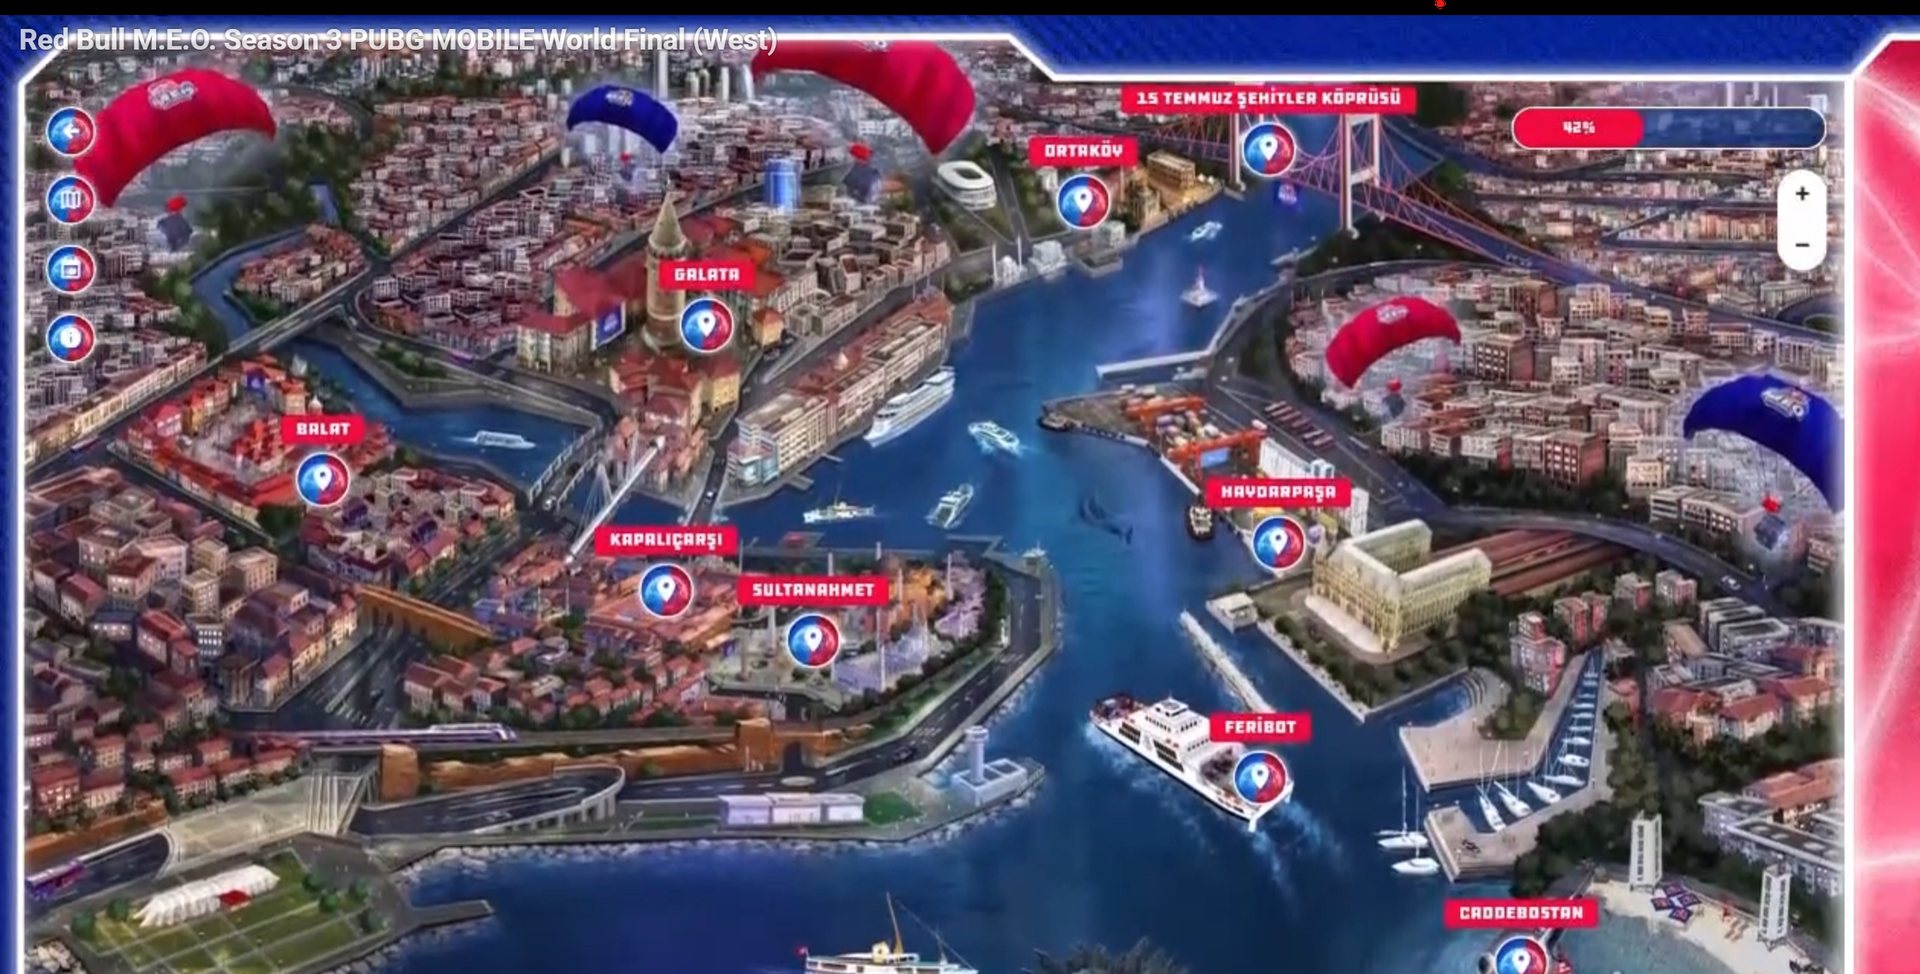 Red Bull M.E.O. Season 3 PUBG MOBILE World Final (West)
15 TEMMUZ ŞEHİTLER KÖPRÜSÜ
42%
ORTAKÖY
+
GALATA
−
BALAT
HAYDARPAŞA
KAPALIÇARŞI
SULTANAHMET
FERİBOT
CADDEBOSTAN